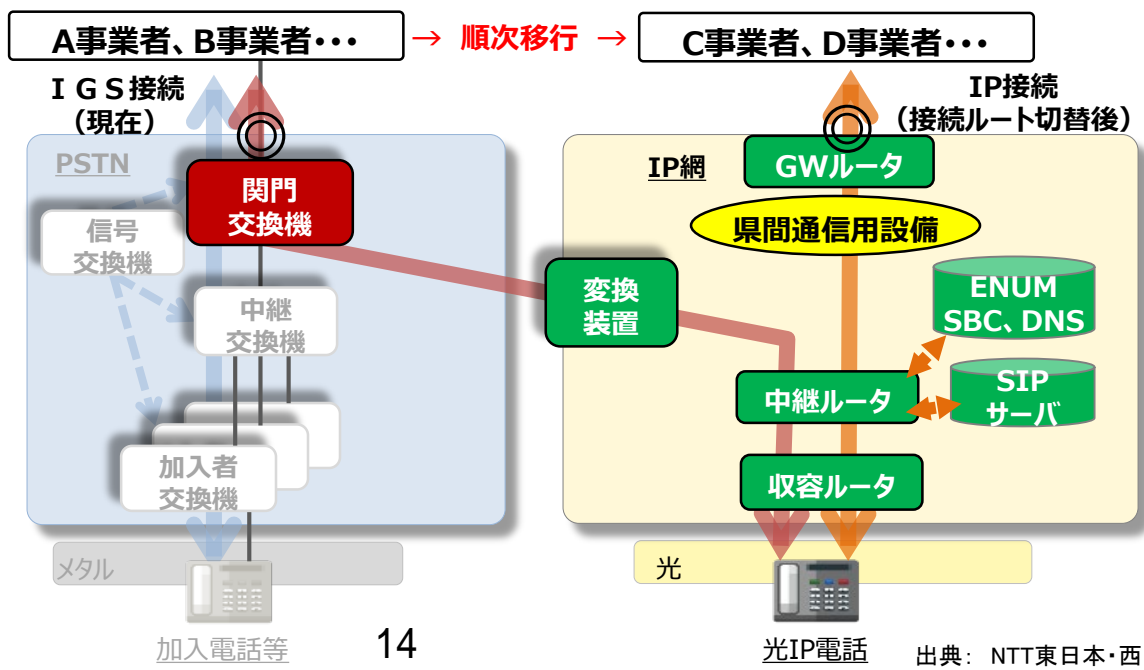 A事業者、B事業者・・・
→ 順次移行 →
C事業者、D事業者・・・
ＩＧＳ接続
（現在）
IP接続
（接続ルート切替後）
PSTN
関門
交換機
信号
交換機
中継
交換機
加入者
交換機
IP網
GWルータ
県間通信用設備
変換
装置
ENUM
SBC、DNS
中継ルータ
SIP
サーバ
収容ルータ
メタル
光
加入電話等
14
光IP電話
出典： NTT東日本・西